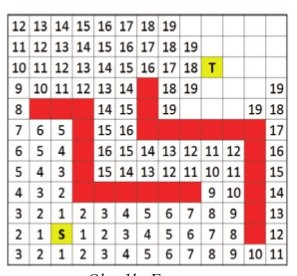 12 13 14 15 16 17 18 19
11 12 13 14 15 16 17 18 19
10 11 12 13 14 15 16 17 18 T
9 10 11 12 13 14 18 19 19
8 14 15 19 19 18
7 6 5 15 16 17
6 5 4 16 15 14 13 12 11 12 16
5 4 3 15 14 13 12 11 10 11 15
4 3 2 9 10 14
3 2 1 2 3 4 5 6 7 8 9 13
2 1 S 1 2 3 4 5 6 7 8 12
3 2 1 2 3 4 5 6 7 8 9 10 11